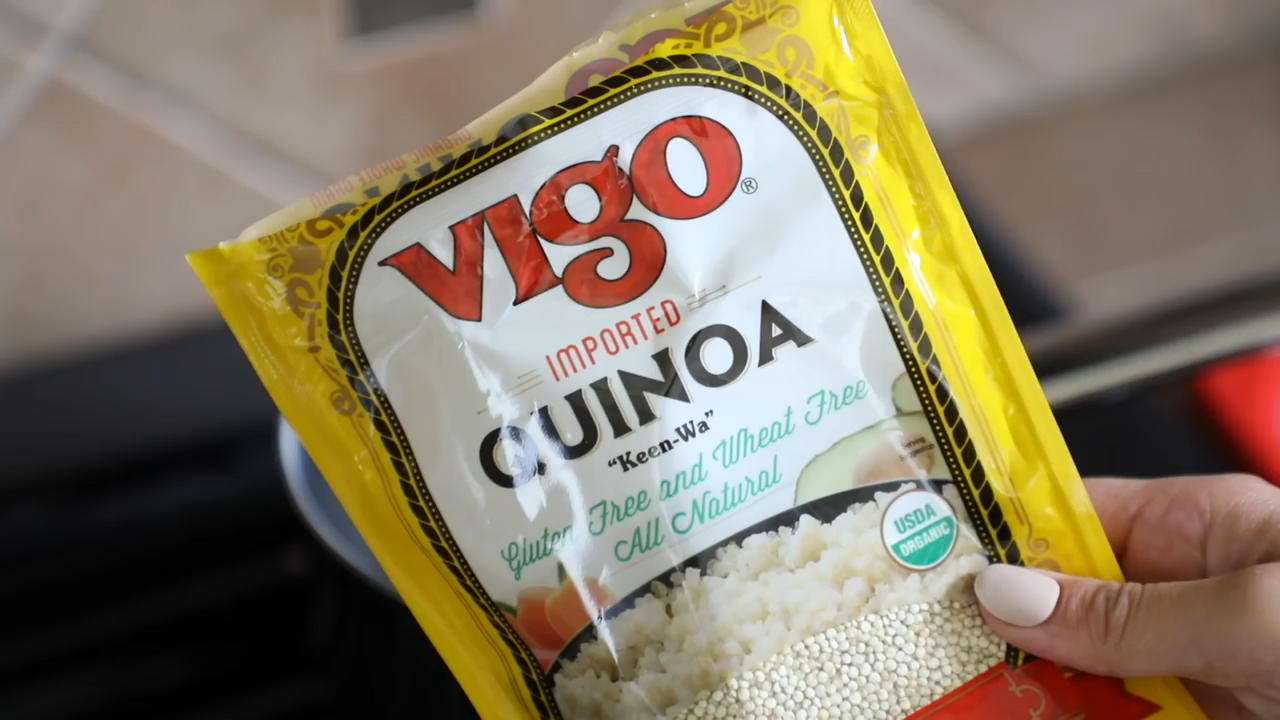 vigo®
IMPORTED
QUINOA
“Keen-Wa”
Gluten Free and Wheat Free
All Natural
USDA
ORGANIC